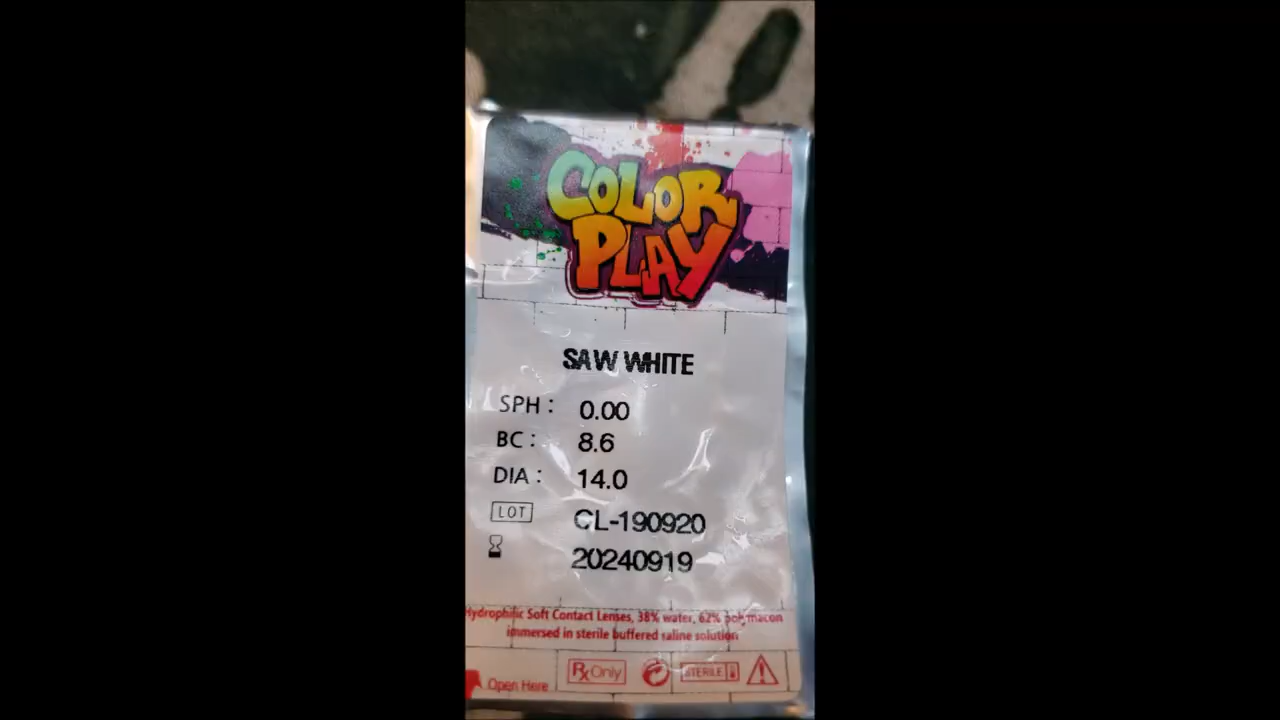 COLOR
PLAY
SAW WHITE
SPH : 0.00
BC : 8.6
DIA : 14.0
LOT CL-190920
20240919
Hydrophilic Soft Contact Lenses, 38% water, 62% polymacon
immersed in sterile buffered saline solution
Open Here Rx Only STERILE